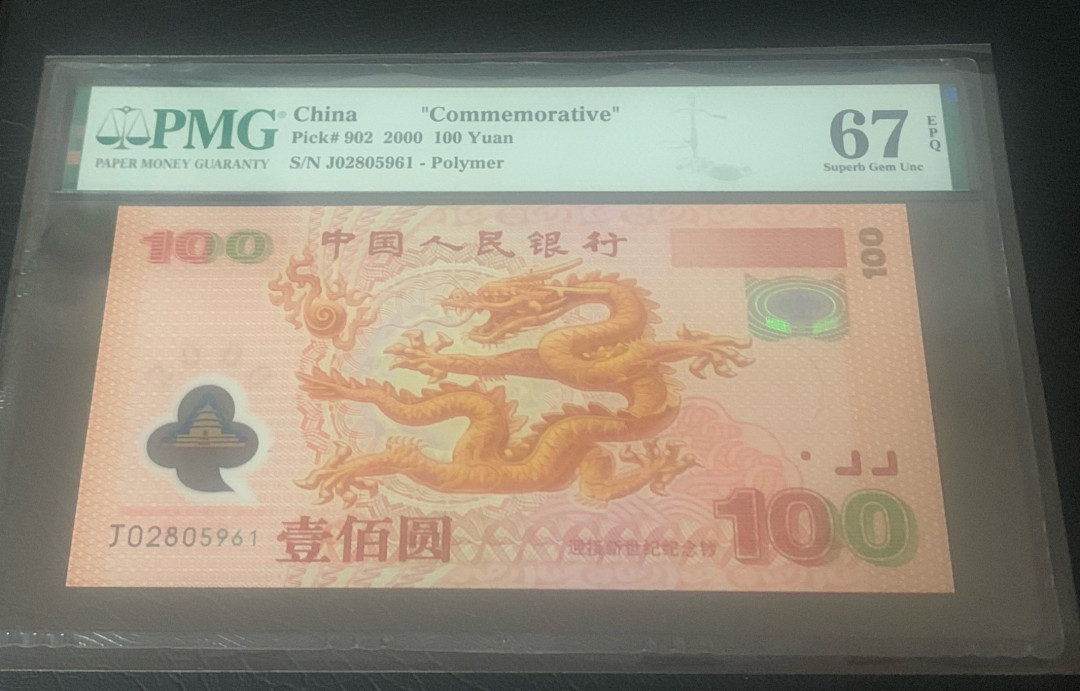 PMG
PAPER MONEY GUARANTY
China "Commemorative"
Pick# 902 2000 100 Yuan
S/N J02805961 - Polymer
67
EPQ
Superb Gem Unc
100
中国人民银行
100
J02805961
壹佰圆
迎接新世纪纪念钞
100